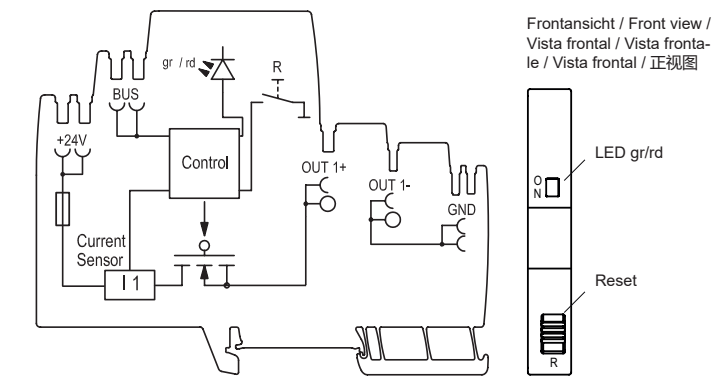 Frontansicht / Front view /
Vista frontal / Vista fronta-
le / Vista frontal / 正视图
gr / rd
R
BUS
+24V
Control
OUT 1+
OUT 1-
GND
Current
Sensor
I 1
LED gr/rd
O
N
Reset
R